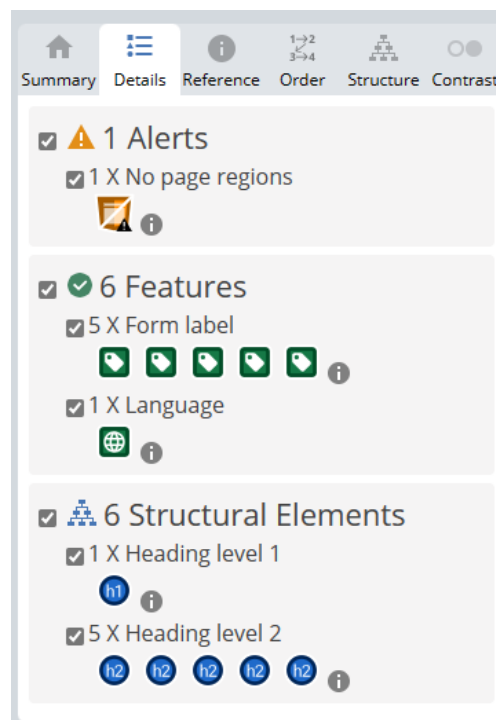 1→2
3→4
Summary Details Reference Order Structure Contrast
1 Alerts
1 X No page regions
6 Features
5 X Form label
1 X Language
6 Structural Elements
1 X Heading level 1
h1
5 X Heading level 2
h2 h2 h2 h2 h2